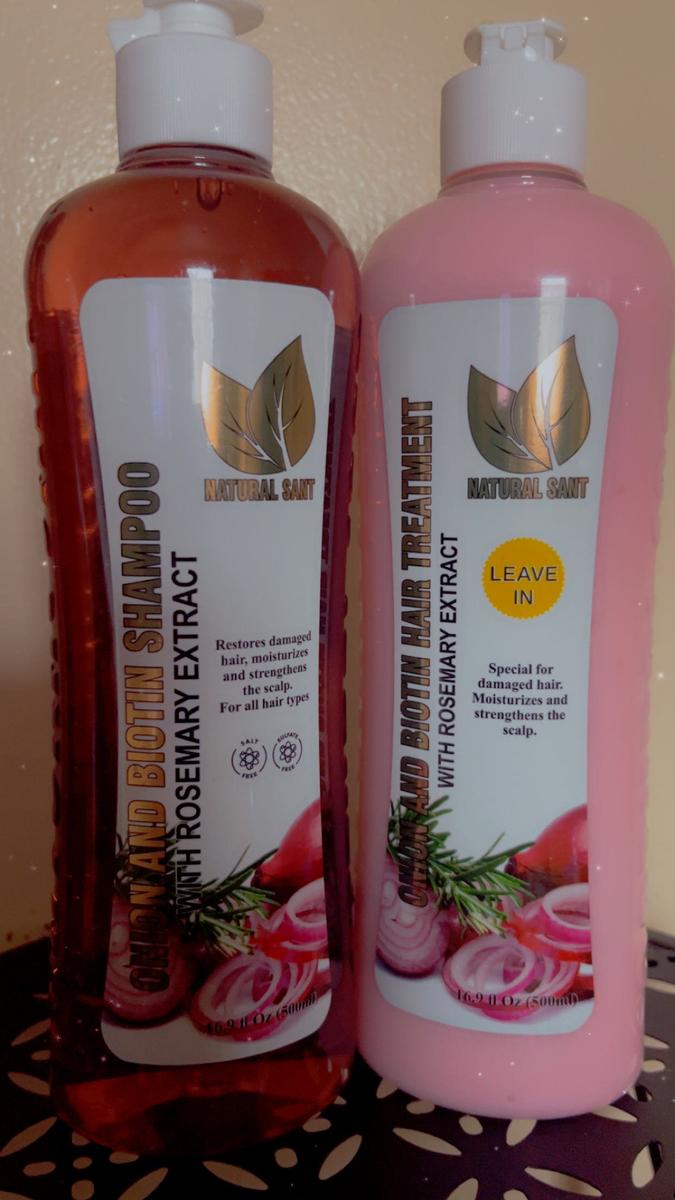 NATURAL SANT
ONION AND BIOTIN SHAMPOO
WITH ROSEMARY EXTRACT
Restores damaged
hair, moisturizes
and strengthens
the scalp.
For all hair types
SALT
FREE
SULFATE
FREE
16.9 fl Oz (500ml)
NATURAL SANT
ONION AND BIOTIN HAIR TREATMENT
WITH ROSEMARY EXTRACT
LEAVE
IN
Special for
damaged hair.
Moisturizes and
strengthens the
scalp.
16.9 fl Oz (500ml)